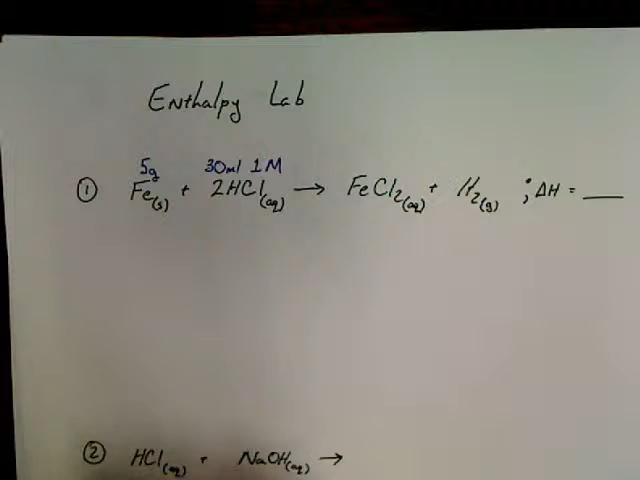 Enthalpy Lab
5g 30ml 1M
① Fe(s) + 2HCl(aq) → FeCl2(aq) + H2(g) ; ΔH = ___
② HCl(aq) + NaOH(aq) →